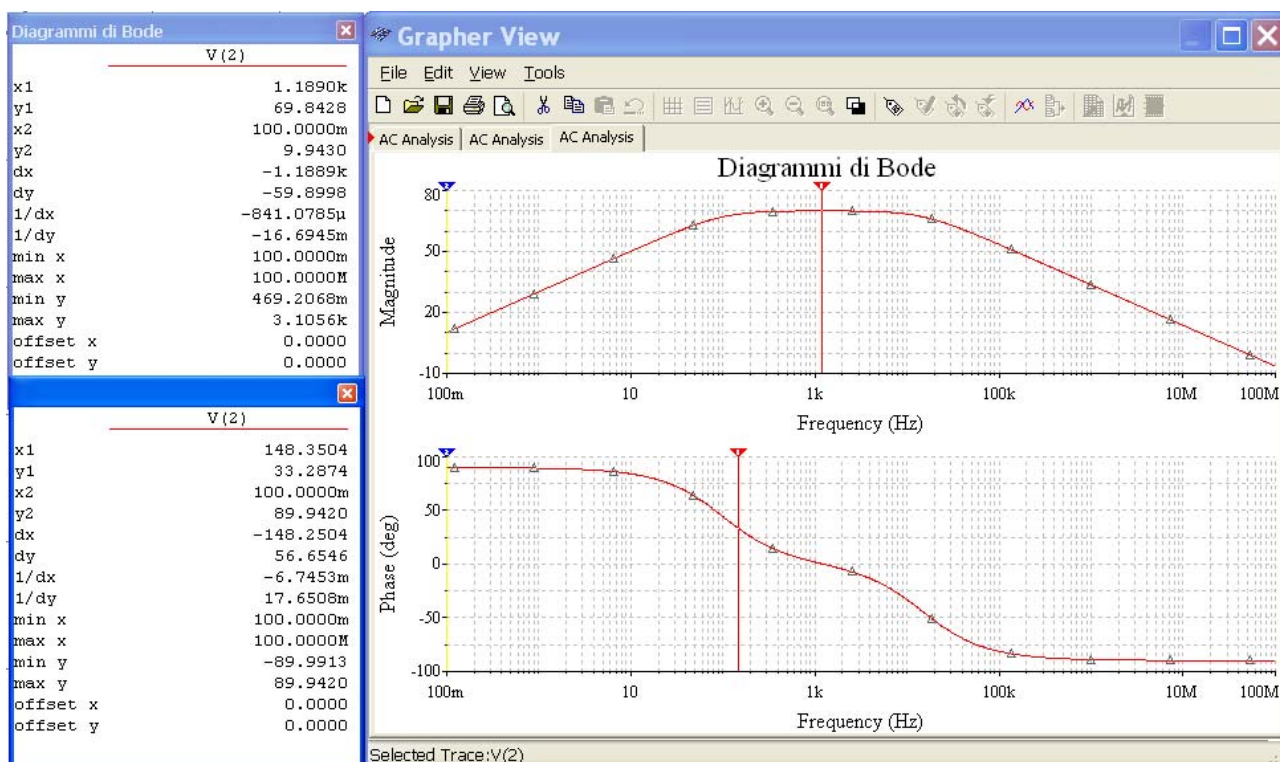 Diagrammi di Bode
V(2)
x1 1.1890k
y1 69.8428
x2 100.0000m
y2 9.9430
dx -1.1889k
dy -59.8998
1/dx -841.0785µ
1/dy -16.6945m
min x 100.0000m
max x 100.0000M
min y 469.2068m
max y 3.1056k
offset x 0.0000
offset y 0.0000
V(2)
x1 148.3504
y1 33.2874
x2 100.0000m
y2 89.9420
dx -148.2504
dy 56.6546
1/dx -6.7453m
1/dy 17.6508m
min x 100.0000m
max x 100.0000M
min y -89.9913
max y 89.9420
offset x 0.0000
offset y 0.0000
Grapher View
File Edit View Tools
AC Analysis AC Analysis AC Analysis
Diagrammi di Bode
Magnitude
80
50
20
-10
100m 10 1k 100k 10M 100M
Frequency (Hz)
Phase (deg)
100
50
0
-50
-100
100m 10 1k 100k 10M 100M
Frequency (Hz)
Selected Trace:V(2)